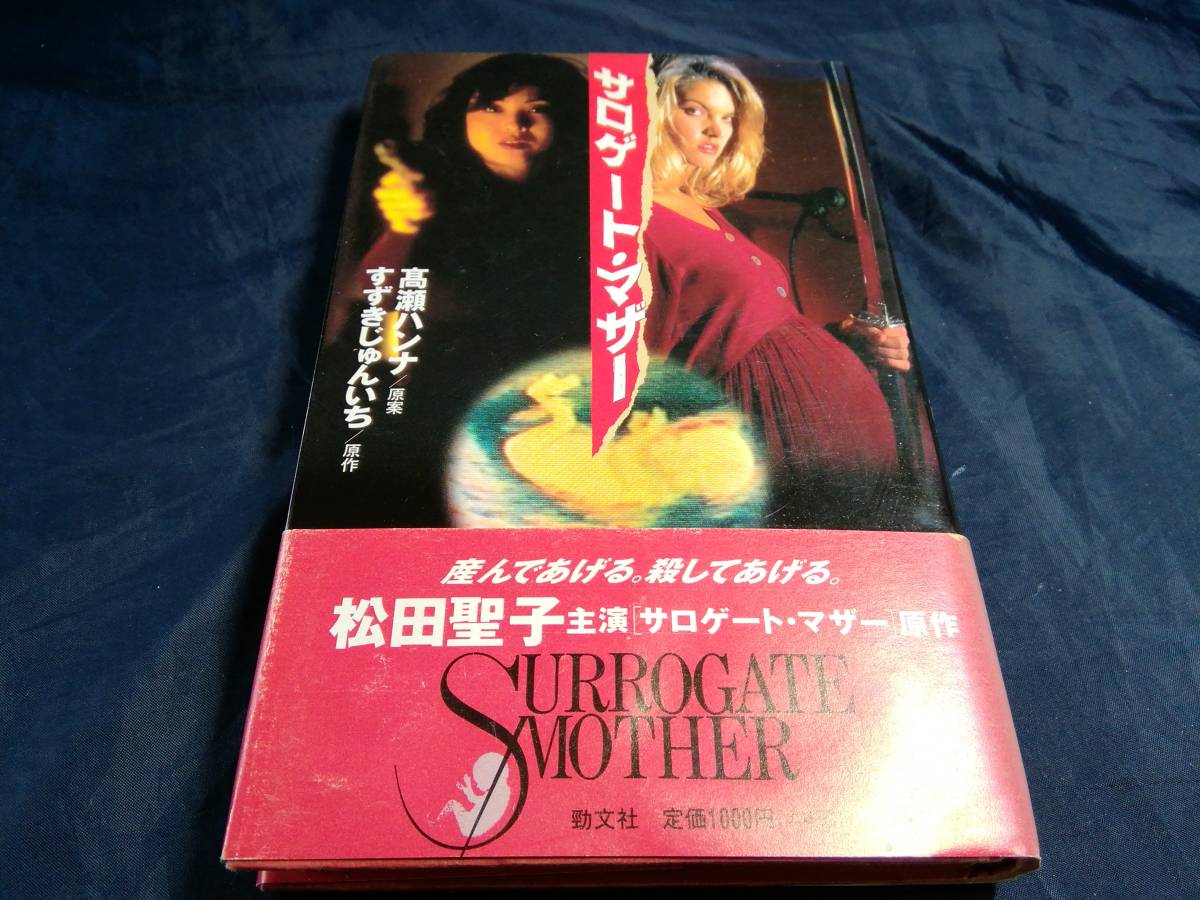 サロゲート・マザー
高瀬ハンナ/原案
すずきじゅんいち/原作
産んであげる。殺してあげる。
松田聖子主演[サロゲート・マザー]原作
SURROGATE
MOTHER
勁文社 定価1000円